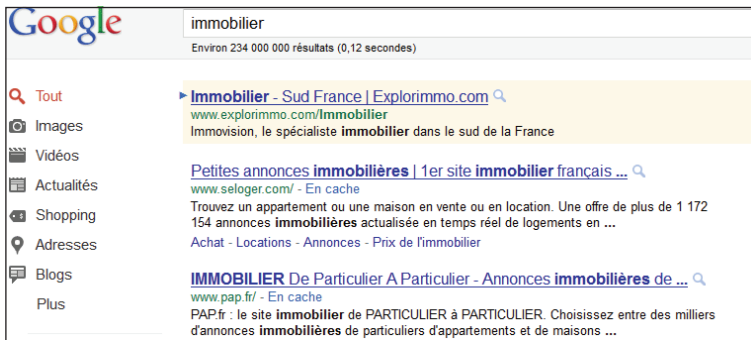 Google
immobilier
Environ 234 000 000 résultats (0,12 secondes)
Tout
Images
Vidéos
Actualités
Shopping
Adresses
Blogs
Plus
Immobilier - Sud France | Explorimmo.com
www.explorimmo.com/Immobilier
Immovision, le spécialiste immobilier dans le sud de la France
Petites annonces immobilières | 1er site immobilier français ...
www.seloger.com/ - En cache
Trouvez un appartement ou une maison en vente ou en location. Une offre de plus de 1 172
154 annonces immobilières actualisée en temps réel de logements en ...
Achat - Locations - Annonces - Prix de l'immobilier
IMMOBILIER De Particulier A Particulier - Annonces immobilières de ...
www.pap.fr/ - En cache
PAP.fr : le site immobilier de PARTICULIER à PARTICULIER. Choisissez entre des milliers
d'annonces immobilières de particuliers d'appartements et de maisons ...